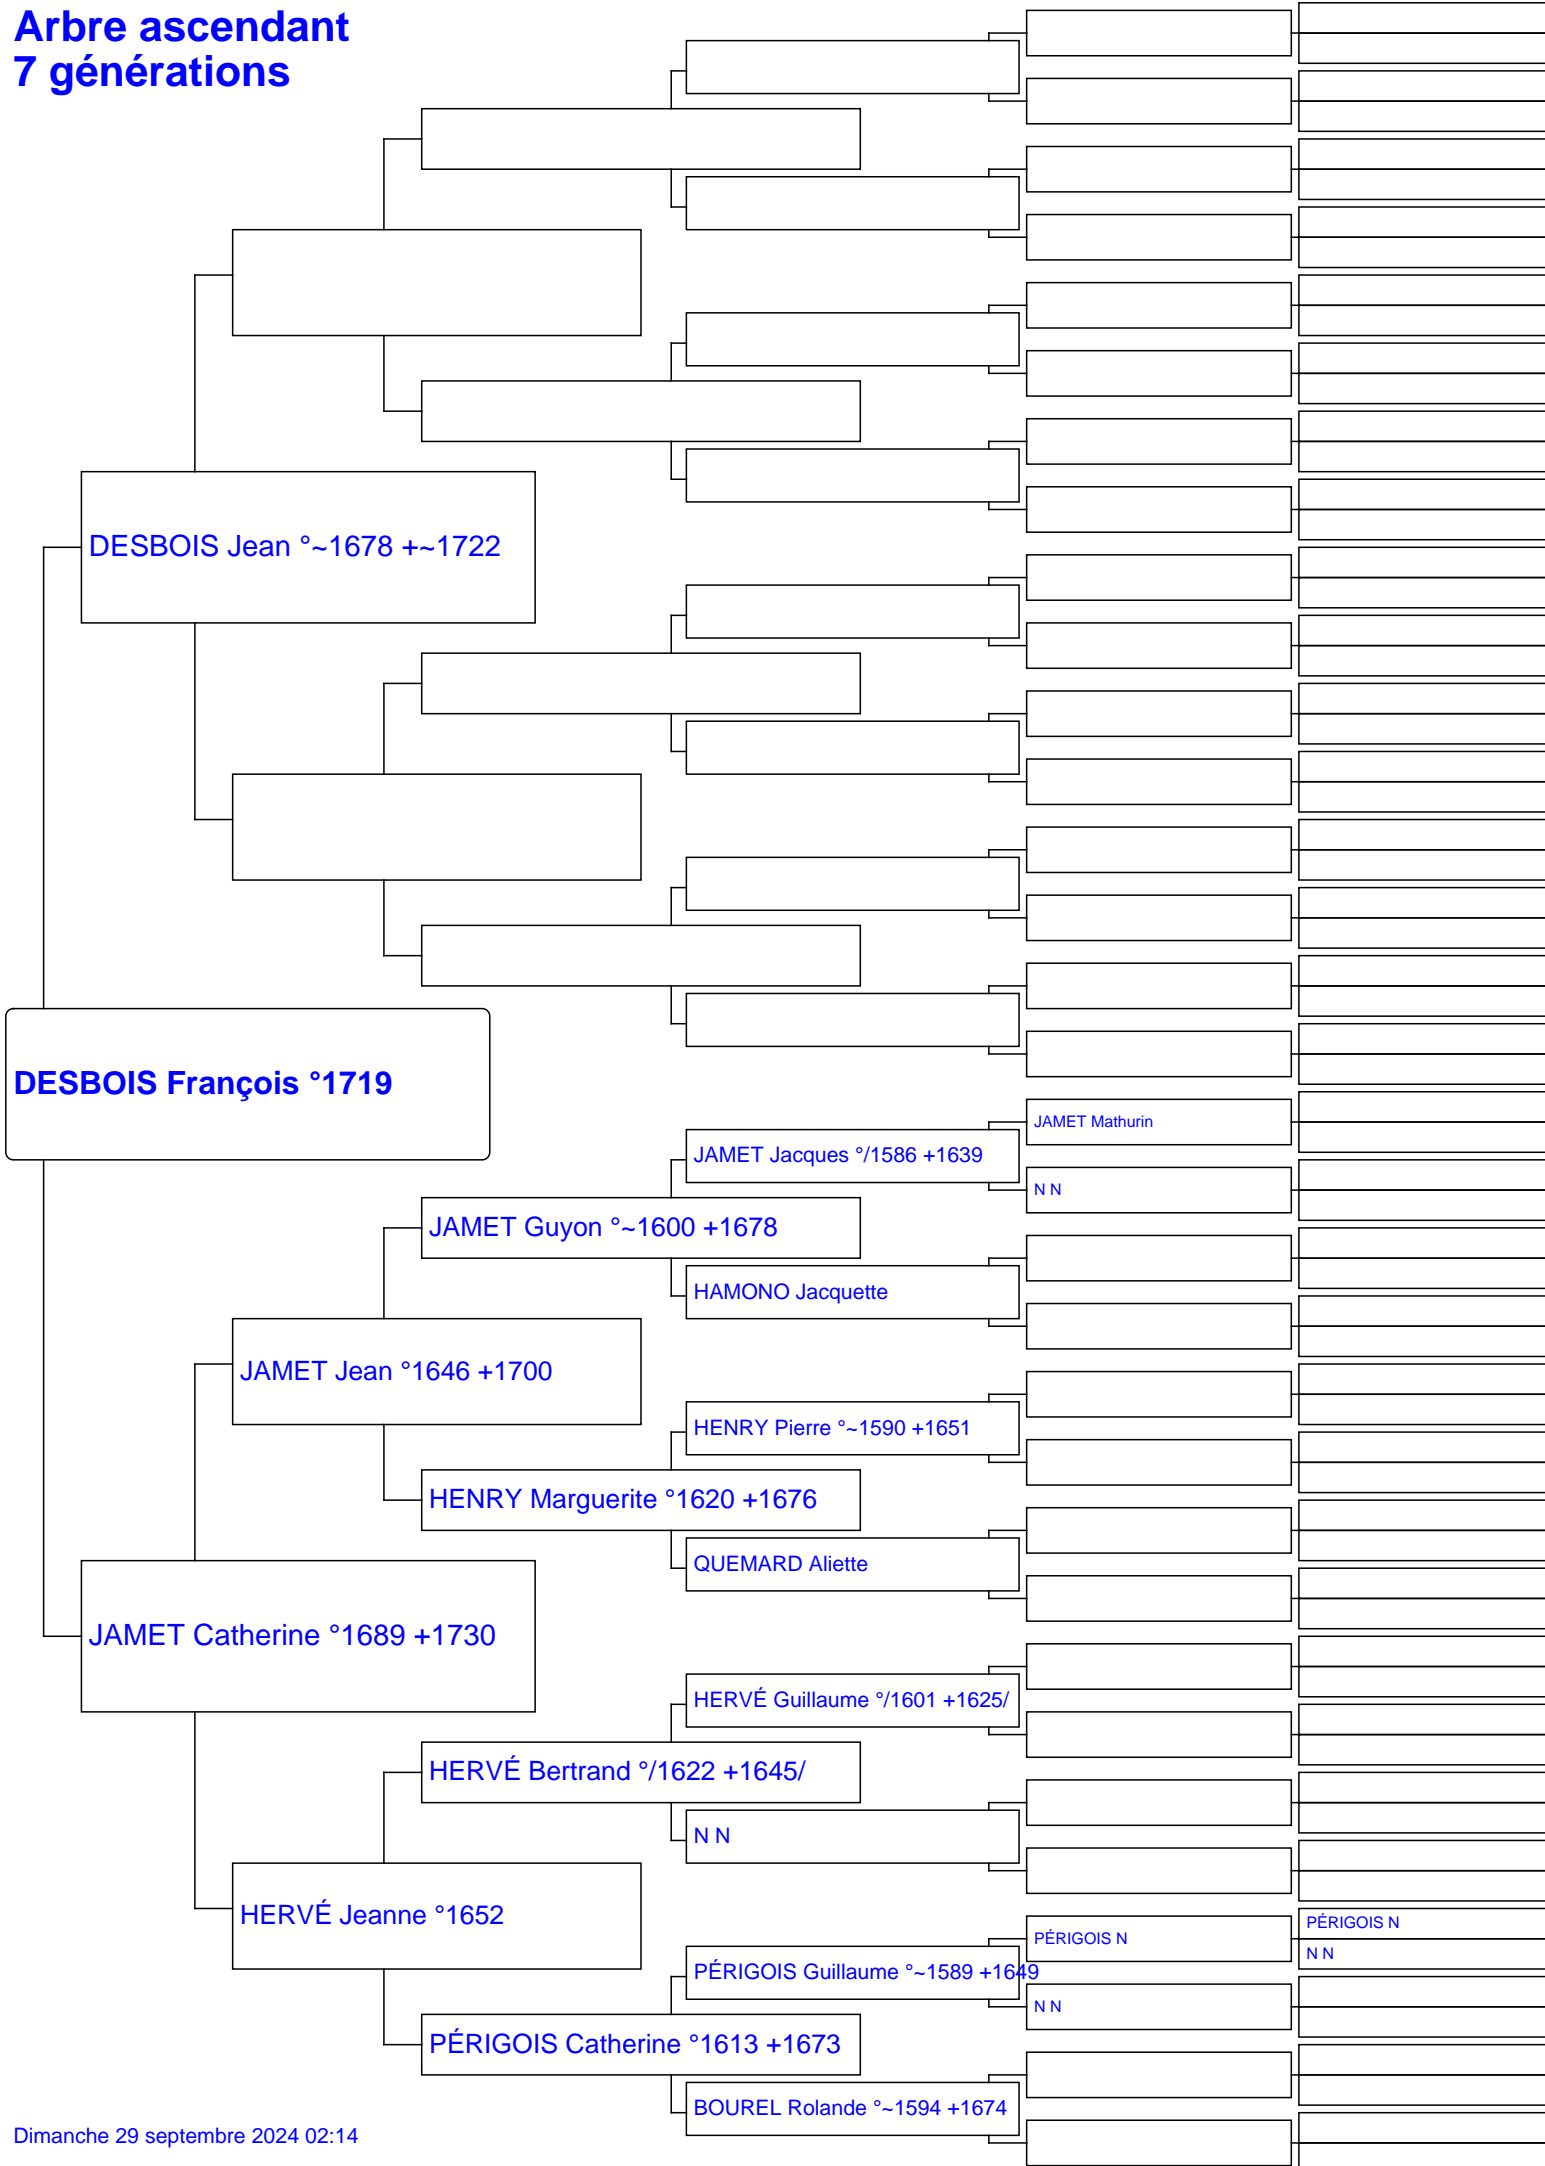 Arbre ascendant
7 générations
DESBOIS Jean °~1678 +~1722
DESBOIS François °1719
JAMET Mathurin
JAMET Jacques °/1586 +1639
N N
JAMET Guyon °~1600 +1678
HAMONO Jacquette
JAMET Jean °1646 +1700
HENRY Pierre °~1590 +1651
HENRY Marguerite °1620 +1676
QUEMARD Aliette
JAMET Catherine °1689 +1730
HERVÉ Guillaume °/1601 +1625/
HERVÉ Bertrand °/1622 +1645/
N N
HERVÉ Jeanne °1652
PÉRIGOIS N
PÉRIGOIS N
N N
PÉRIGOIS Guillaume °~1589 +1649
N N
PÉRIGOIS Catherine °1613 +1673
BOUREL Rolande °~1594 +1674
Dimanche 29 septembre 2024 02:14